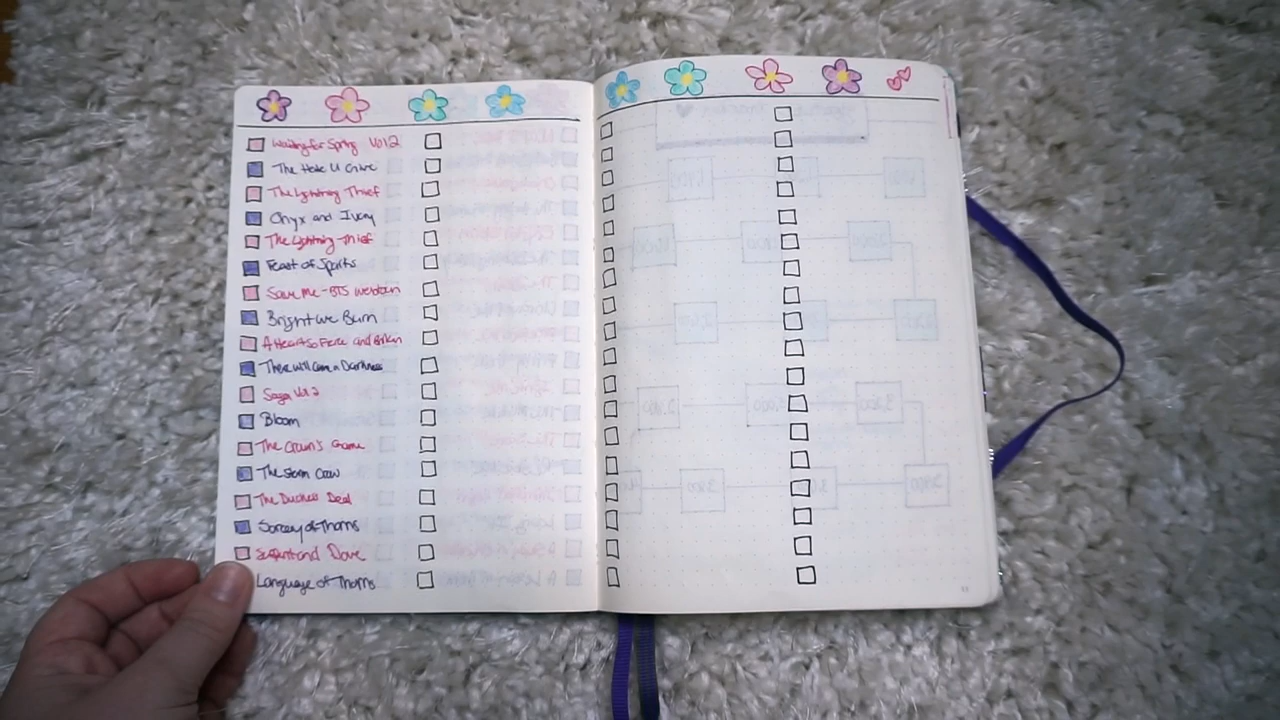 Waiting for Spring Vol 2
The Hate U Give
The Lightning Thief
Onyx and Ivory
The Lightning Thief
Feast of
Save Me - BTS webtoon
Bright we Burn
A Heart So Fierce and Broken
There will come a Darkness
Saga Vol 2
Bloom
The Crown's Game
The Storm Crow
The Duchess Deal
Sorcery of Thorns
Serpent and Dove
Language of Thorns